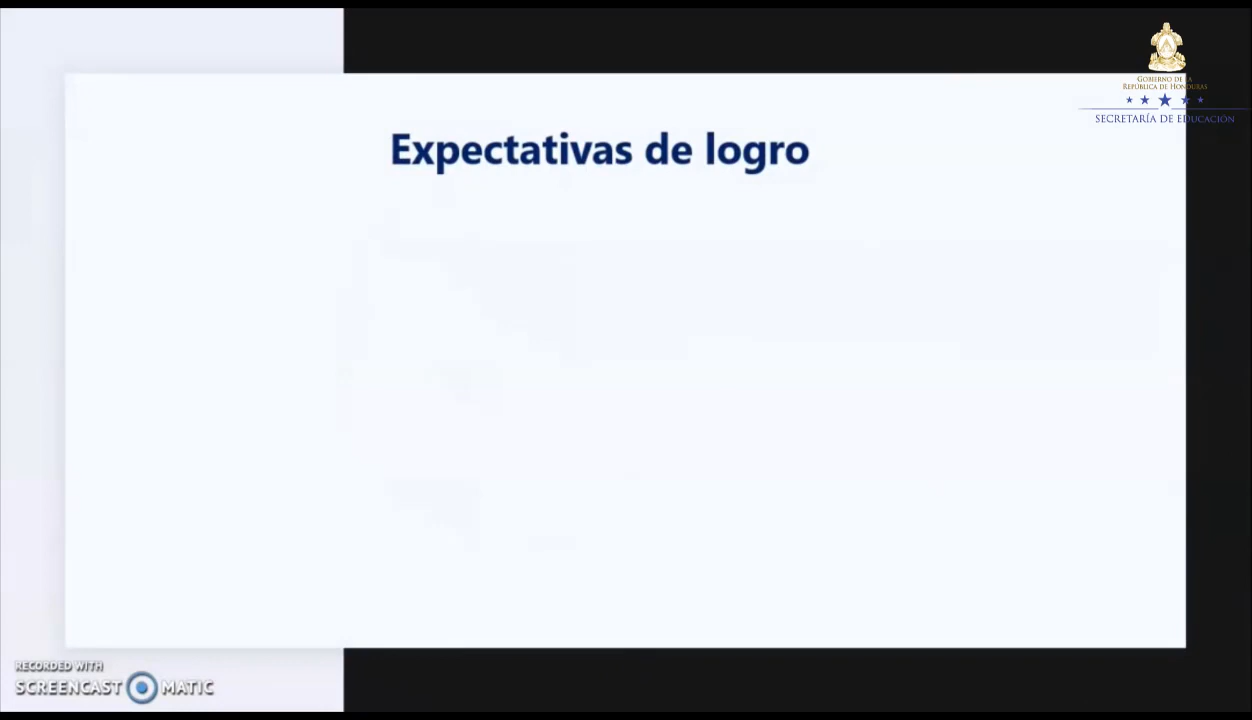 Expectativas de logro
GOBIERNO DE LA
REPÚBLICA DE HONDURAS
SECRETARÍA DE EDUCACIÓN
RECORDED WITH
SCREENCAST MATIC